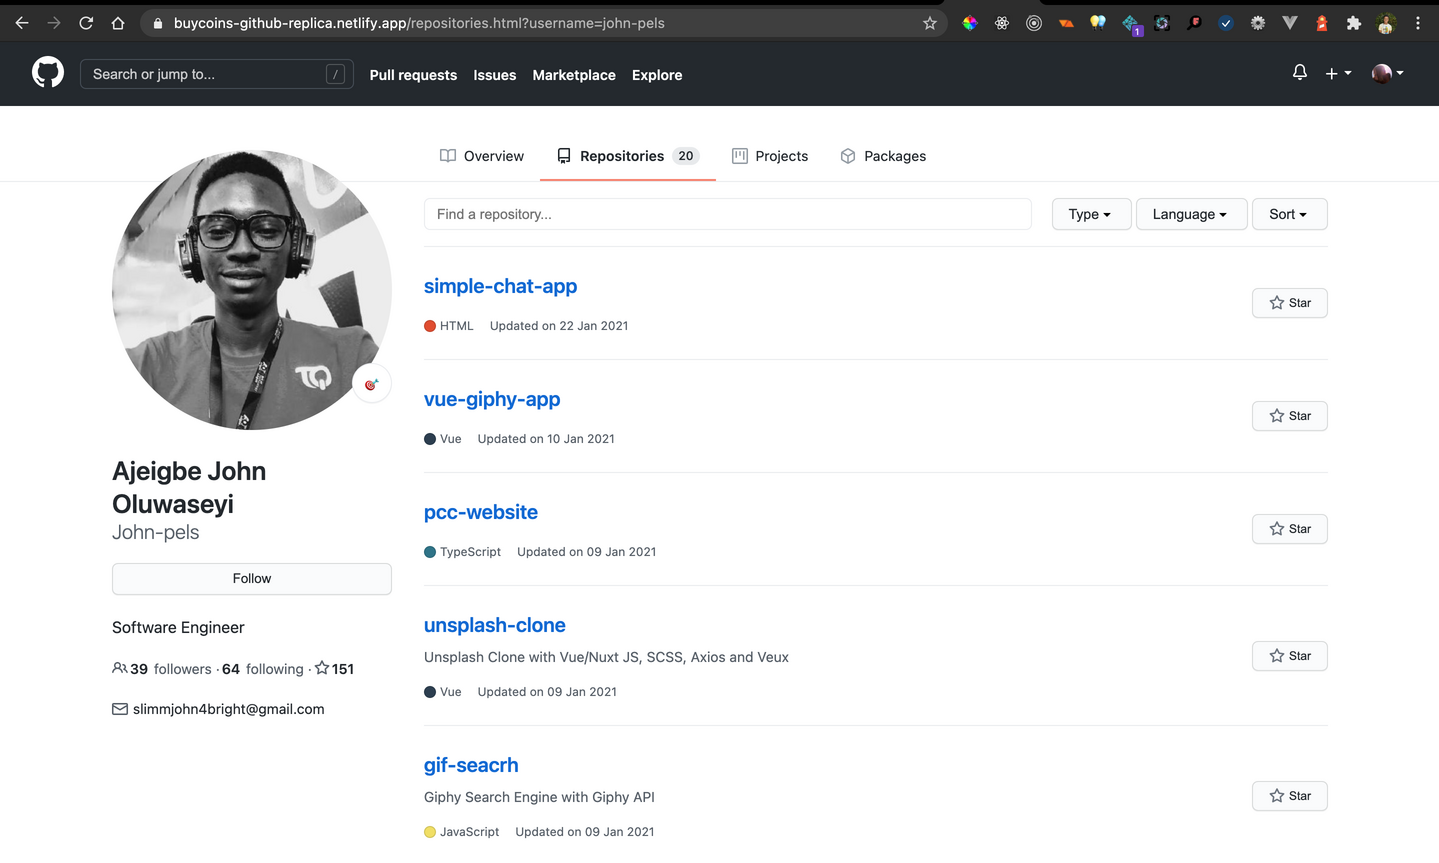 buycoins-github-replica.netlify.app/repositories.html?username=john-pels
1
Search or jump to... /
Pull requests Issues Marketplace Explore
Overview Repositories 20 Projects Packages
Find a repository... Type Language Sort
simple-chat-app
Star
HTML Updated on 22 Jan 2021
vue-giphy-app
Star
Vue Updated on 10 Jan 2021
TQ
Ajeigbe John
Oluwaseyi
John-pels
Follow
Software Engineer
39 followers · 64 following · 151
slimmjohn4bright@gmail.com
pcc-website
Star
TypeScript Updated on 09 Jan 2021
unsplash-clone
Unsplash Clone with Vue/Nuxt JS, SCSS, Axios and Veux
Star
Vue Updated on 09 Jan 2021
gif-seacrh
Giphy Search Engine with Giphy API
Star
JavaScript Updated on 09 Jan 2021